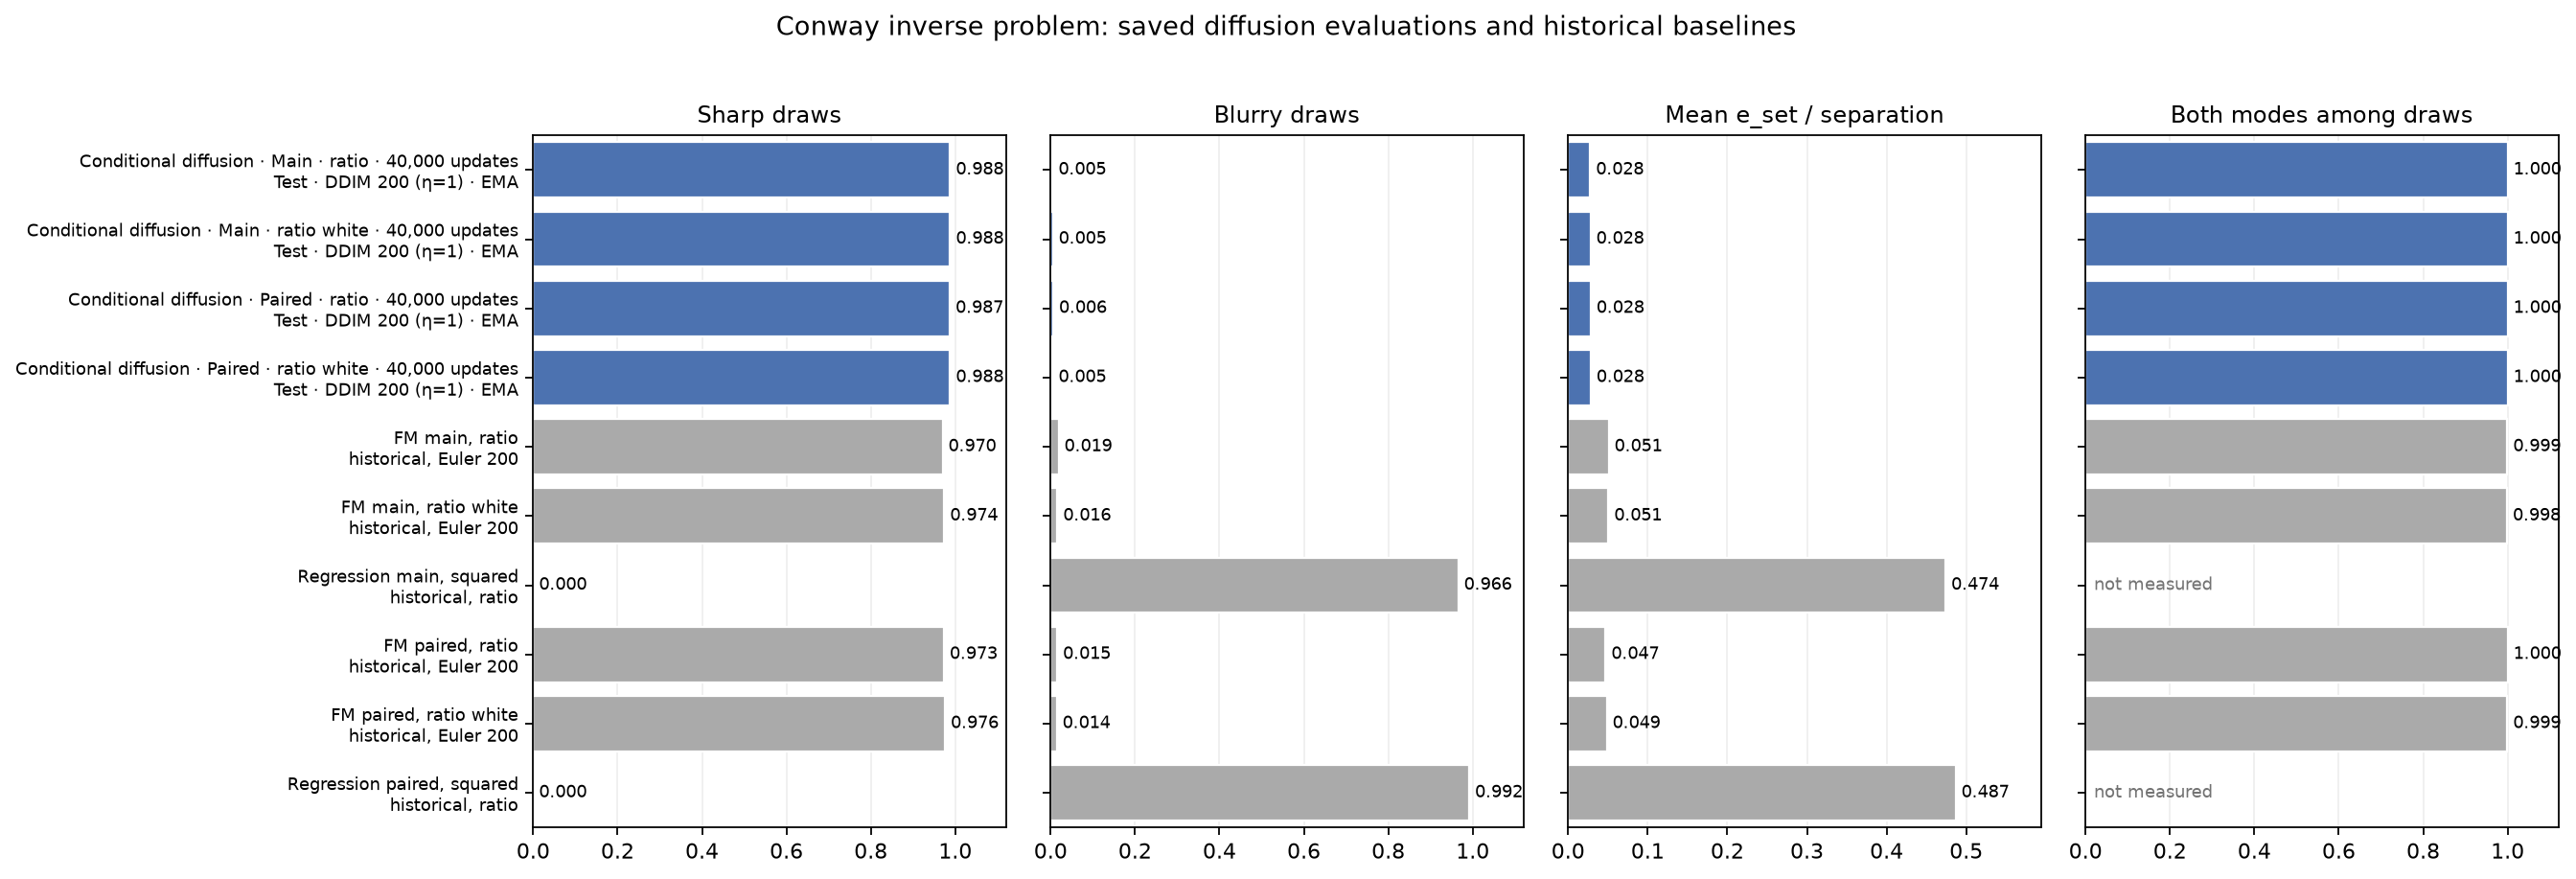 Conway inverse problem: saved diffusion evaluations and historical baselines
Sharp draws
Blurry draws
Mean e_set / separation
Both modes among draws
Conditional diffusion · Main · ratio · 40,000 updates
Test · DDIM 200 (η=1) · EMA
0.988
0.005
0.028
1.000
Conditional diffusion · Main · ratio white · 40,000 updates
Test · DDIM 200 (η=1) · EMA
0.988
0.005
0.028
1.000
Conditional diffusion · Paired · ratio · 40,000 updates
Test · DDIM 200 (η=1) · EMA
0.987
0.006
0.028
1.000
Conditional diffusion · Paired · ratio white · 40,000 updates
Test · DDIM 200 (η=1) · EMA
0.988
0.005
0.028
1.000
FM main, ratio
historical, Euler 200
0.970
0.019
0.051
0.999
FM main, ratio white
historical, Euler 200
0.974
0.016
0.051
0.998
Regression main, squared
historical, ratio
0.000
0.966
0.474
not measured
FM paired, ratio
historical, Euler 200
0.973
0.015
0.047
1.000
FM paired, ratio white
historical, Euler 200
0.976
0.014
0.049
0.999
Regression paired, squared
historical, ratio
0.000
0.992
0.487
not measured
0.0 0.2 0.4 0.6 0.8 1.0
0.0 0.2 0.4 0.6 0.8 1.0
0.0 0.1 0.2 0.3 0.4 0.5
0.0 0.2 0.4 0.6 0.8 1.0